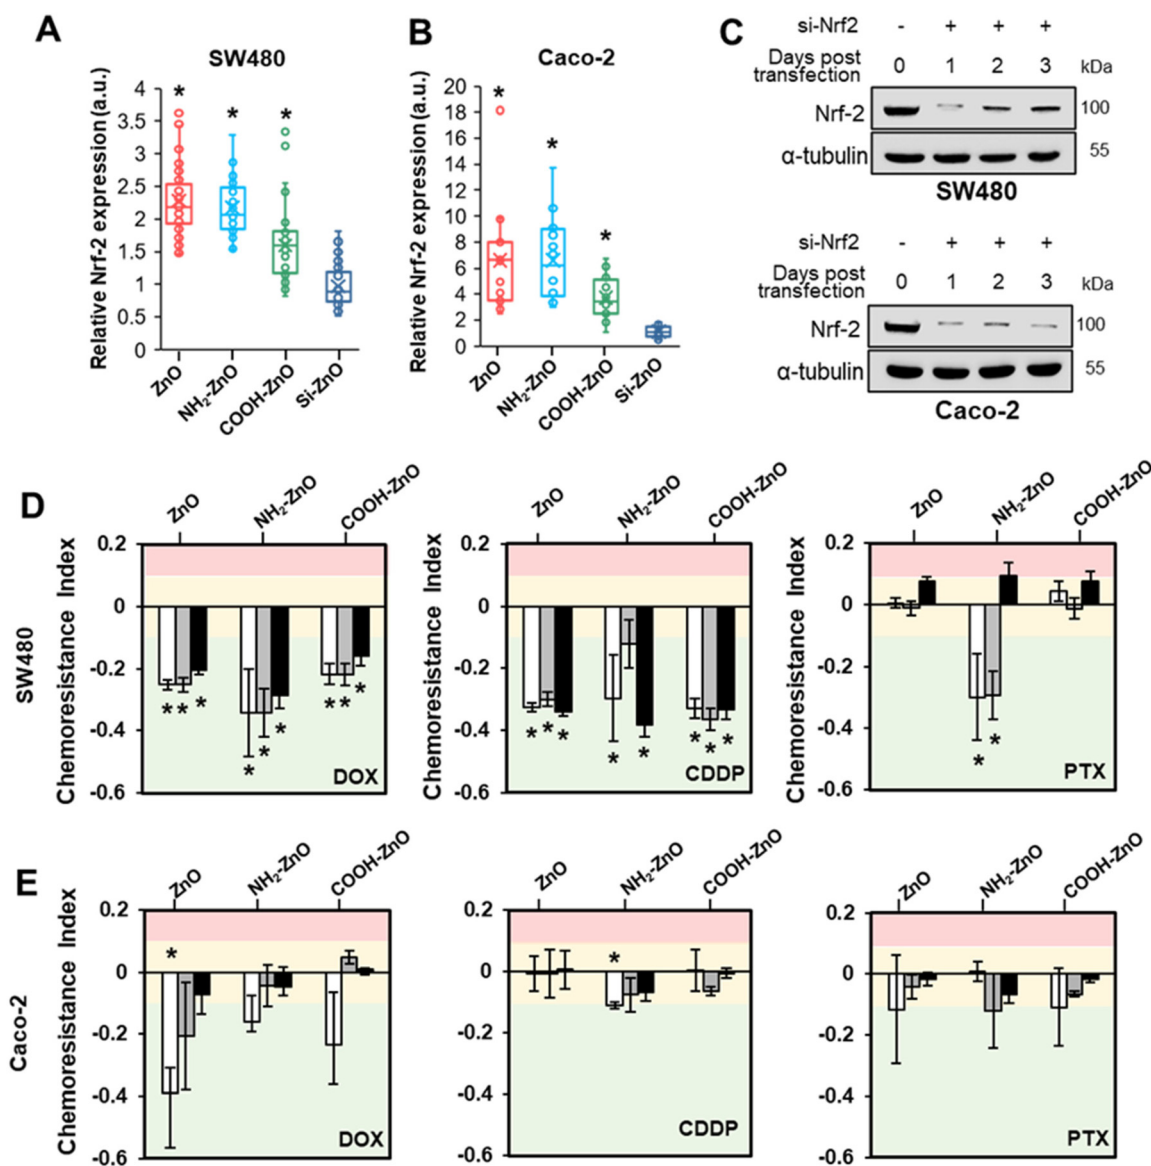 A
SW480
Relative Nrf-2 expression (a.u.)
4
3.5
3
2.5
2
1.5
1
0.5
0
* * *
ZnO
NH₂-ZnO
COOH-ZnO
Si-ZnO
B
Caco-2
Relative Nrf-2 expression (a.u.)
20
18
16
14
12
10
8
6
4
2
0
* * *
ZnO
NH₂-ZnO
COOH-ZnO
Si-ZnO
C
si-Nrf2 - + + +
Days post
transfection 0 1 2 3 kDa
Nrf-2 100
α-tubulin 55
SW480
si-Nrf2 - + + +
Days post
transfection 0 1 2 3 kDa
Nrf-2 100
α-tubulin 55
Caco-2
D
SW480
ZnO NH₂-ZnO COOH-ZnO
Chemoresistance Index
0.2
0
-0.2
-0.4
-0.6
* * * * * * * * *
DOX
ZnO NH₂-ZnO COOH-ZnO
Chemoresistance Index
0.2
0
-0.2
-0.4
-0.6
* * * * * * * *
CDDP
ZnO NH₂-ZnO COOH-ZnO
Chemoresistance Index
0.2
0
-0.2
-0.4
-0.6
* *
PTX
E
Caco-2
ZnO NH₂-ZnO COOH-ZnO
Chemoresistance Index
0.2
0
-0.2
-0.4
-0.6
*
DOX
ZnO NH₂-ZnO COOH-ZnO
Chemoresistance Index
0.2
0
-0.2
-0.4
-0.6
*
CDDP
ZnO NH₂-ZnO COOH-ZnO
Chemoresistance Index
0.2
0
-0.2
-0.4
-0.6
PTX